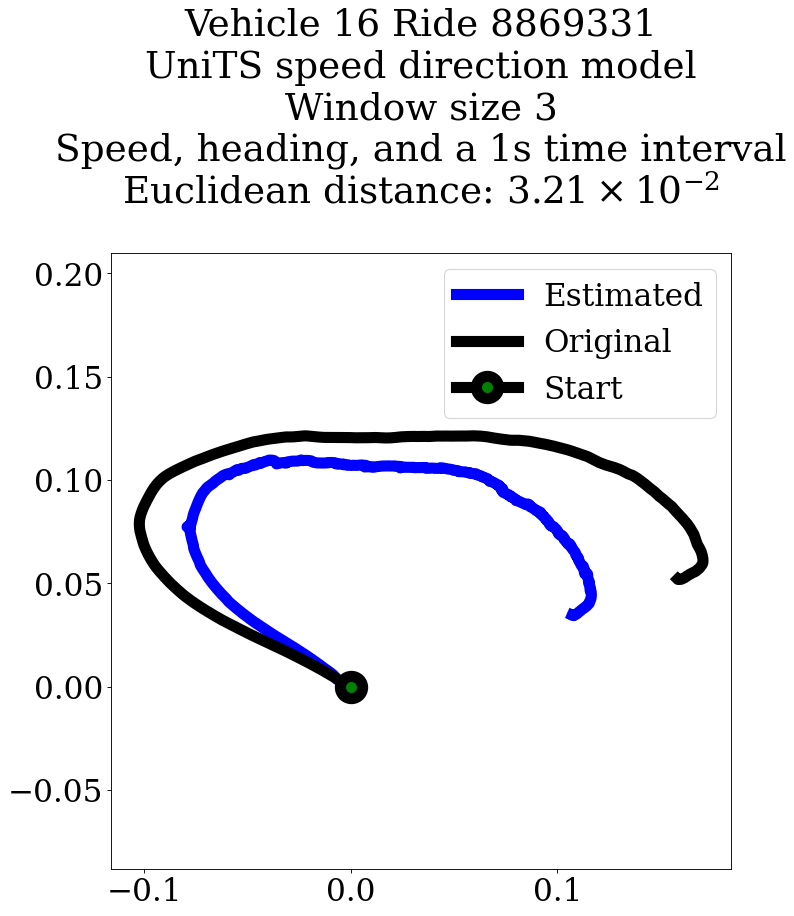 Vehicle 16 Ride 8869331
UniTS speed direction model
Window size 3
Speed, heading, and a 1s time interval
Euclidean distance: 3.21 × 10⁻²
Estimated
Original
Start
0.20
0.15
0.10
0.05
0.00
−0.05
−0.1
0.0
0.1